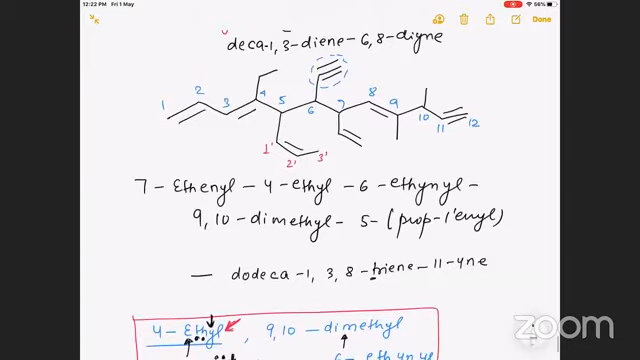 12:22 PM Fri 1 May
56%
Done
deca-1, 3-diene-6, 8-diyne
1 2 3 4 5 6 7 8 9 10 11 12
1' 2' 3'
7-Ethenyl-4-ethyl-6-ethynyl-
9,10-dimethyl-5-(prop-1'enyl)
— dodeca-1, 3, 8-triene-11-yne
4-Ethyl, 9,10-dimethyl
6-ethynyl
zoom